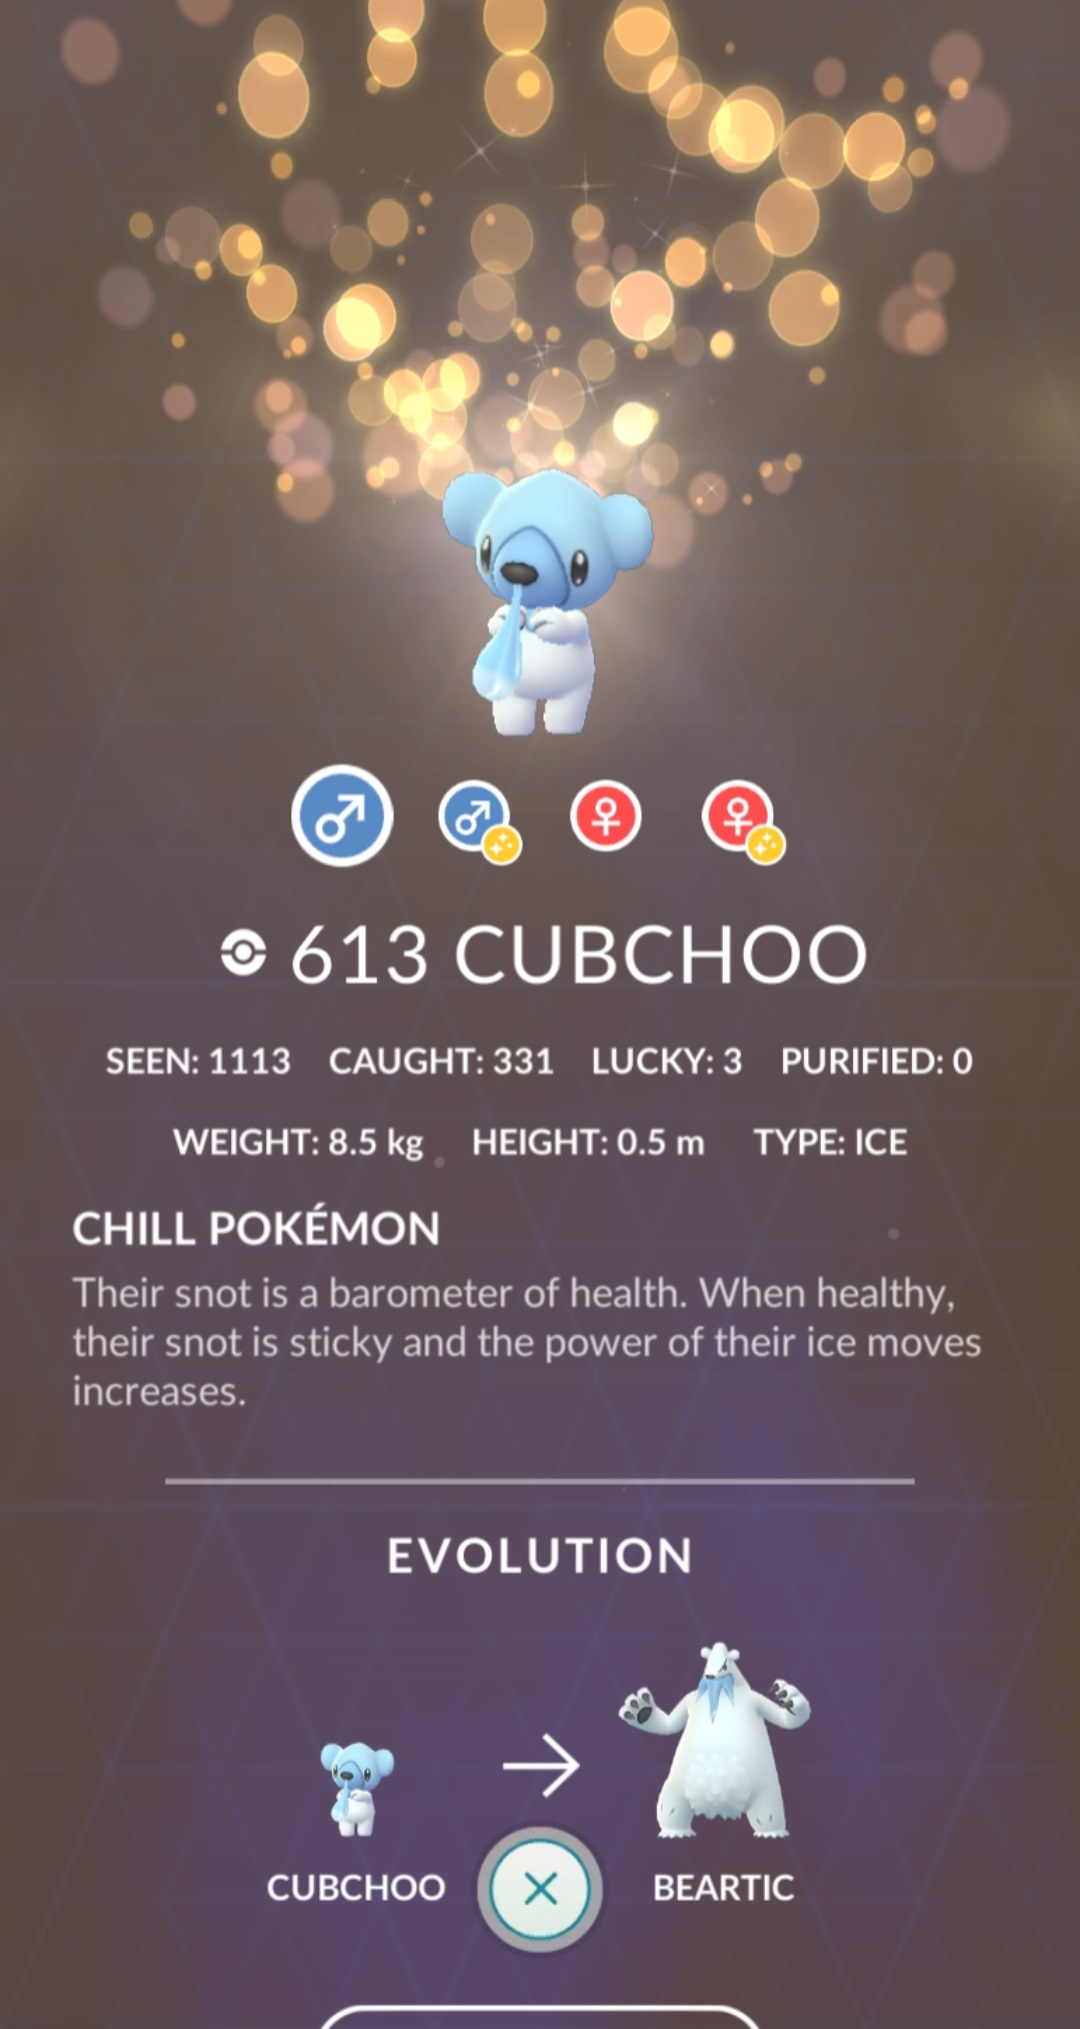 613 CUBCHOO
SEEN: 1113 CAUGHT: 331 LUCKY: 3 PURIFIED: 0
WEIGHT: 8.5 kg HEIGHT: 0.5 m TYPE: ICE
CHILL POKÉMON
Their snot is a barometer of health. When healthy,
their snot is sticky and the power of their ice moves
increases.
EVOLUTION
CUBCHOO BEARTIC